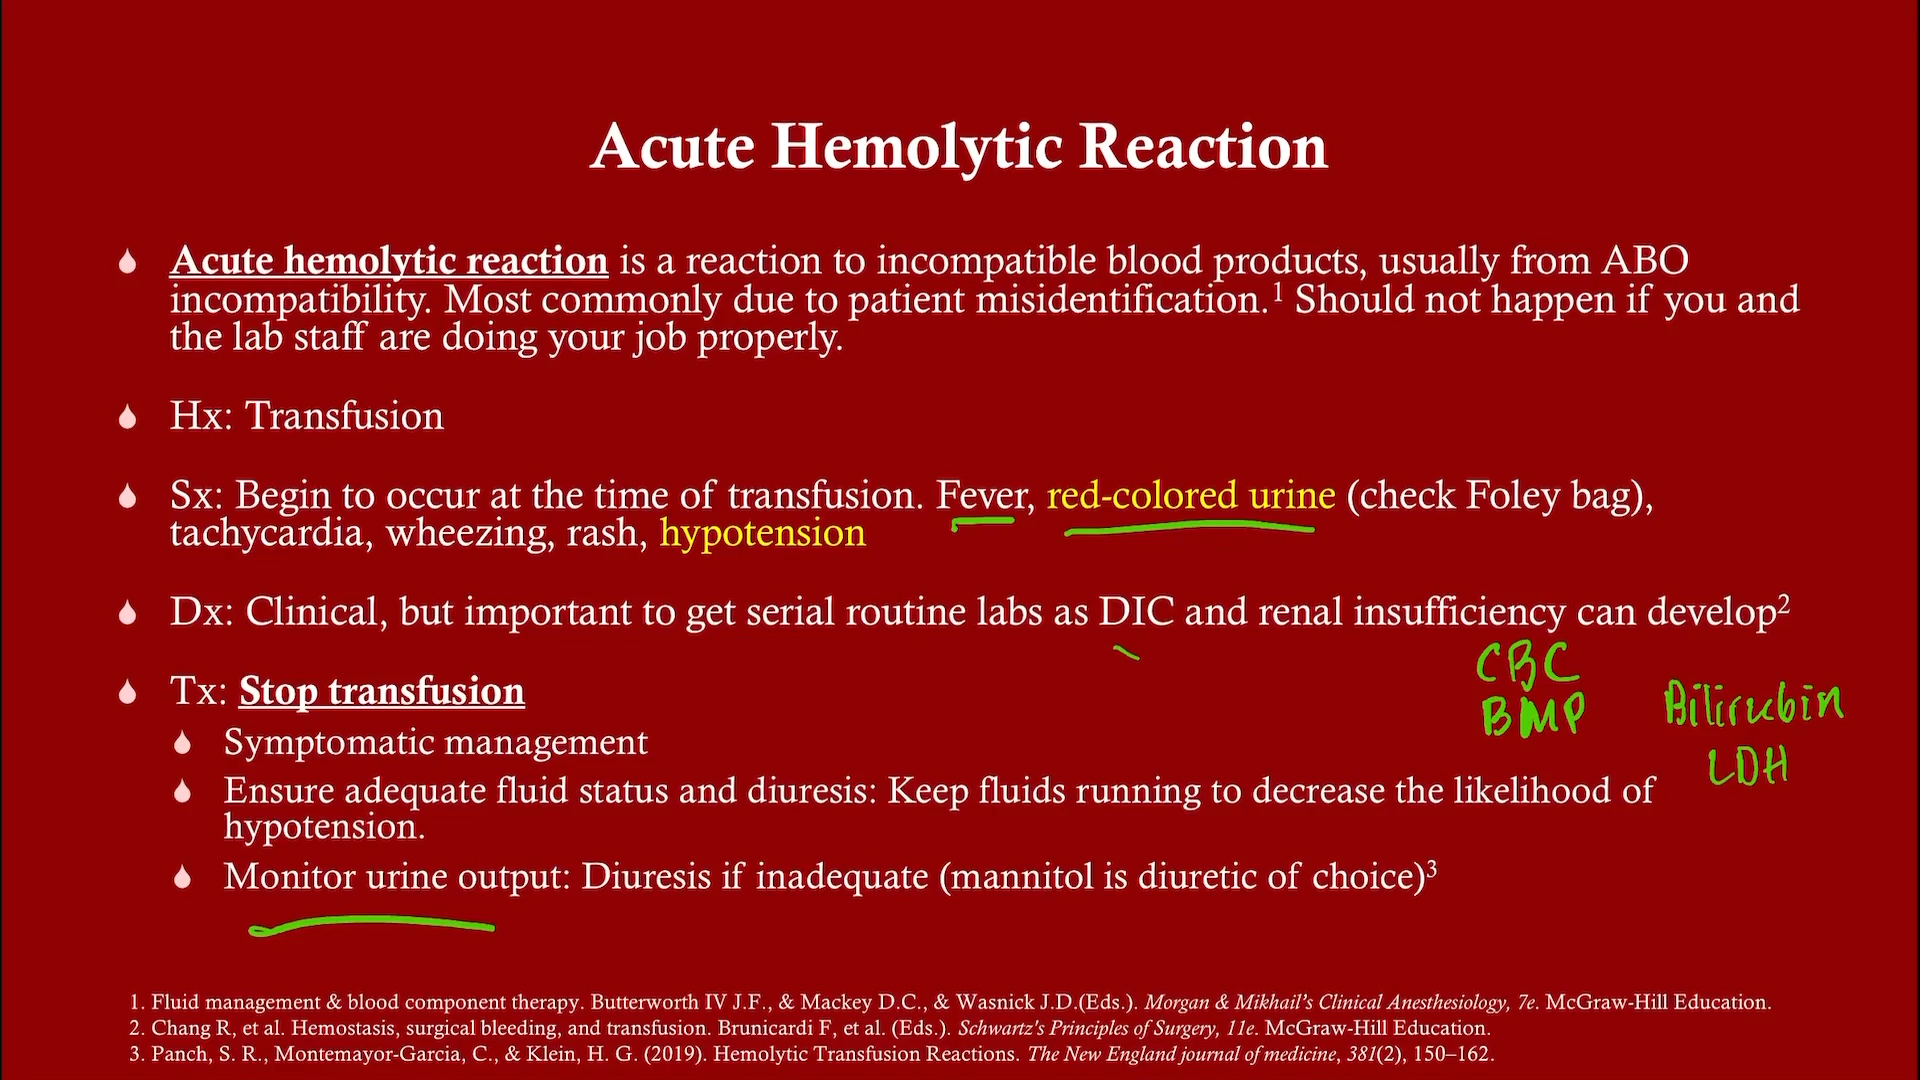 Acute Hemolytic Reaction
Acute hemolytic reaction is a reaction to incompatible blood products, usually from ABO
incompatibility. Most commonly due to patient misidentification.¹ Should not happen if you and
the lab staff are doing your job properly.
Hx: Transfusion
Sx: Begin to occur at the time of transfusion. Fever, red-colored urine (check Foley bag),
tachycardia, wheezing, rash, hypotension
Dx: Clinical, but important to get serial routine labs as DIC and renal insufficiency can develop²
CBC
BMP
Bilirubin
LDH
Tx: Stop transfusion
Symptomatic management
Ensure adequate fluid status and diuresis: Keep fluids running to decrease the likelihood of
hypotension.
Monitor urine output: Diuresis if inadequate (mannitol is diuretic of choice)³
1. Fluid management & blood component therapy. Butterworth IV J.F., & Mackey D.C., & Wasnick J.D.(Eds.). Morgan & Mikhail's Clinical Anesthesiology, 7e. McGraw-Hill Education.
2. Chang R, et al. Hemostasis, surgical bleeding, and transfusion. Brunicardi F, et al. (Eds.). Schwartz's Principles of Surgery, 11e. McGraw-Hill Education.
3. Panch, S. R., Montemayor-Garcia, C., & Klein, H. G. (2019). Hemolytic Transfusion Reactions. The New England journal of medicine, 381(2), 150–162.